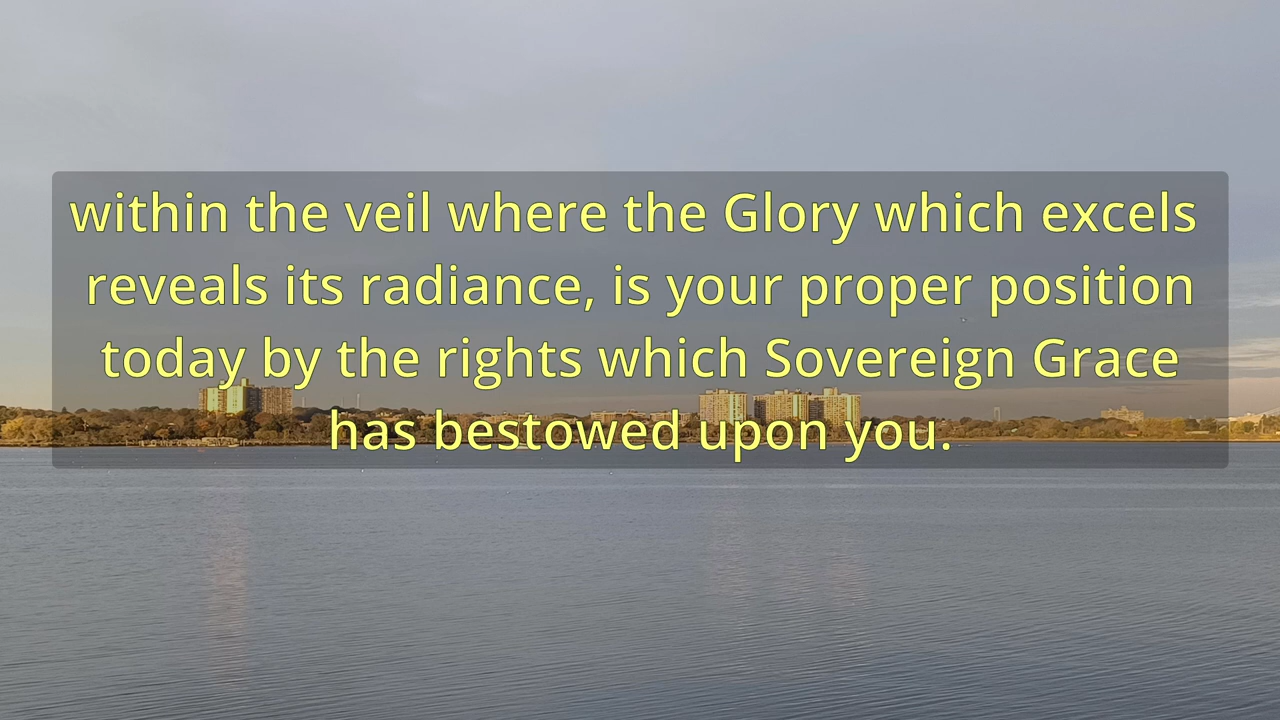 within the veil where the Glory which excels
reveals its radiance, is your proper position
today by the rights which Sovereign Grace
has bestowed upon you.